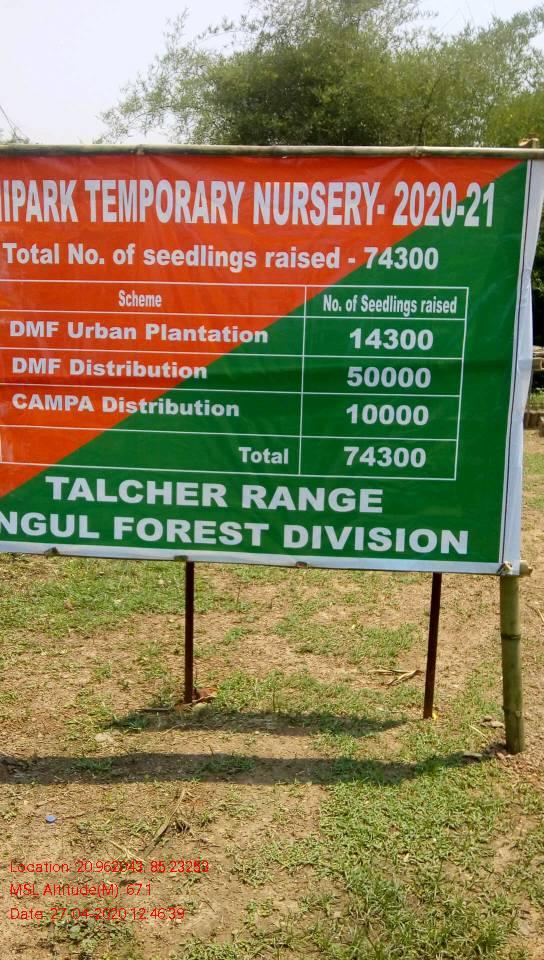 IPARK TEMPORARY NURSERY- 2020-21
Total No. of seedlings raised - 74300
Scheme No. of Seedlings raised
DMF Urban Plantation 14300
DMF Distribution 50000
CAMPA Distribution 10000
Total 74300
TALCHER RANGE
NGUL FOREST DIVISION
Location: 20.962043, 85.23253
MSL Altitude(M): 67.1
Date: 27-04-2020 12:46:39